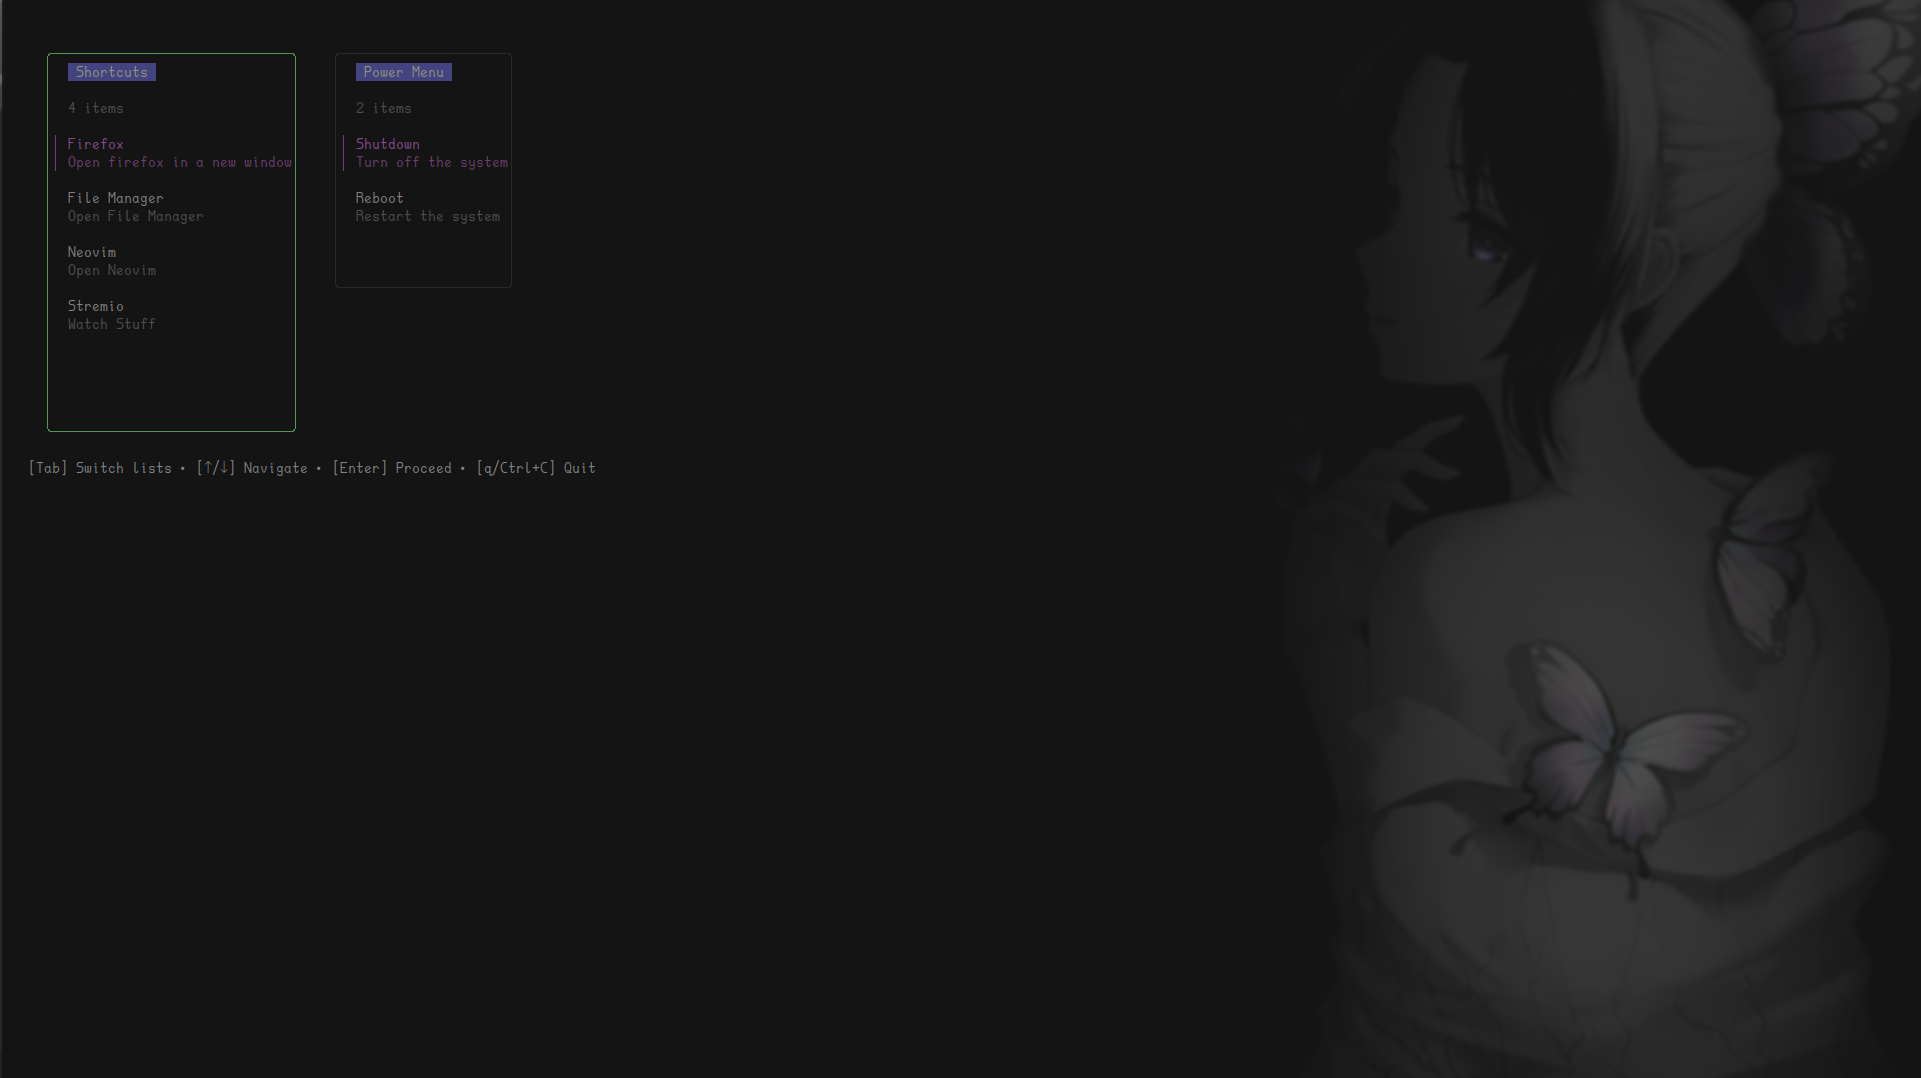 Shortcuts
4 items
Firefox
Open firefox in a new window
File Manager
Open File Manager
Neovim
Open Neovim
Stremio
Watch Stuff
Power Menu
2 items
Shutdown
Turn off the system
Reboot
Restart the system
[Tab] Switch lists • [↑/↓] Navigate • [Enter] Proceed • [q/Ctrl+C] Quit